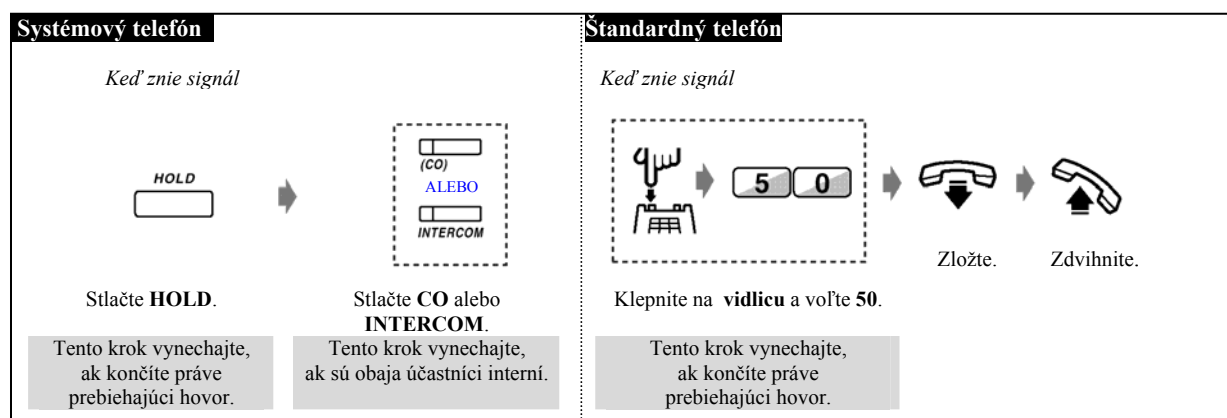 Systémový telefón
Keď znie signál
HOLD
(CO)
ALEBO
INTERCOM
Stlačte HOLD.
Stlačte CO alebo
INTERCOM.
Tento krok vynechajte,
ak končíte práve
prebiehajúci hovor.
Tento krok vynechajte,
ak sú obaja účastníci interní.
Štandardný telefón
Keď znie signál
5 0
Zložte.
Zdvihnite.
Klepnite na vidlicu a voľte 50.
Tento krok vynechajte,
ak končíte práve
prebiehajúci hovor.